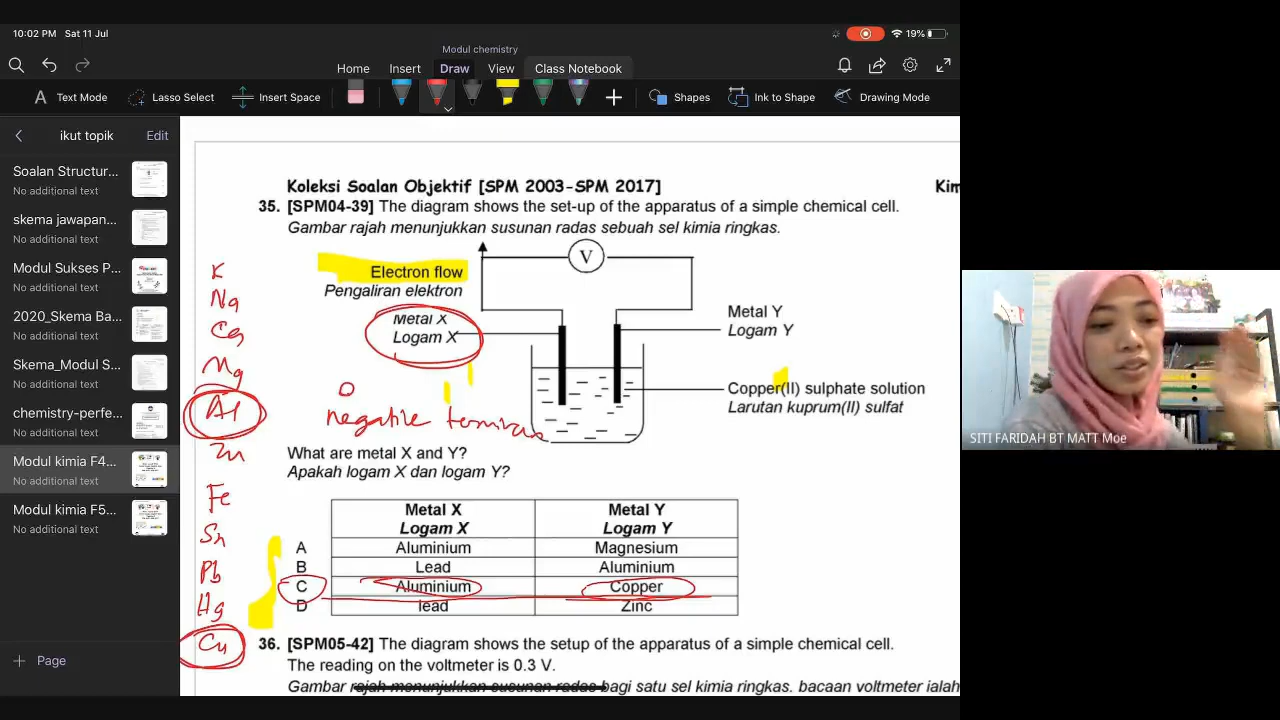 10:02 PM Sat 11 Jul
19%
Modul chemistry
Home Insert Draw View Class Notebook
Text Mode Lasso Select Insert Space Shapes Ink to Shape Drawing Mode
ikut topik Edit
Soalan Structur...
No additional text
skema jawapan...
No additional text
Modul Sukses P...
No additional text
2020_Skema Ba...
No additional text
Skema_Modul S...
No additional text
chemistry-perfe...
No additional text
Modul kimia F4...
No additional text
Modul kimia F5...
No additional text
Page
Koleksi Soalan Objektif [SPM 2003-SPM 2017] Kim
35. [SPM04-39] The diagram shows the set-up of the apparatus of a simple chemical cell.
Gambar rajah menunjukkan susunan radas sebuah sel kimia ringkas.
V
Electron flow
Pengaliran elektron
Metal X
Logam X
Metal Y
Logam Y
Copper(II) sulphate solution
Larutan kuprum(II) sulfat
negative terminal
K
Na
Ca
Mg
Al
Zn
Fe
Sn
Pb
Hg
Cu
What are metal X and Y?
Apakah logam X dan logam Y?
Metal X Metal Y
Logam X Logam Y
A Aluminium Magnesium
B Lead Aluminium
C Aluminium Copper
D lead Zinc
36. [SPM05-42] The diagram shows the setup of the apparatus of a simple chemical cell.
The reading on the voltmeter is 0.3 V.
Gambar rajah menunjukkan susunan radas bagi satu sel kimia ringkas. bacaan voltmeter ialah
SITI FARIDAH BT MATT Moe